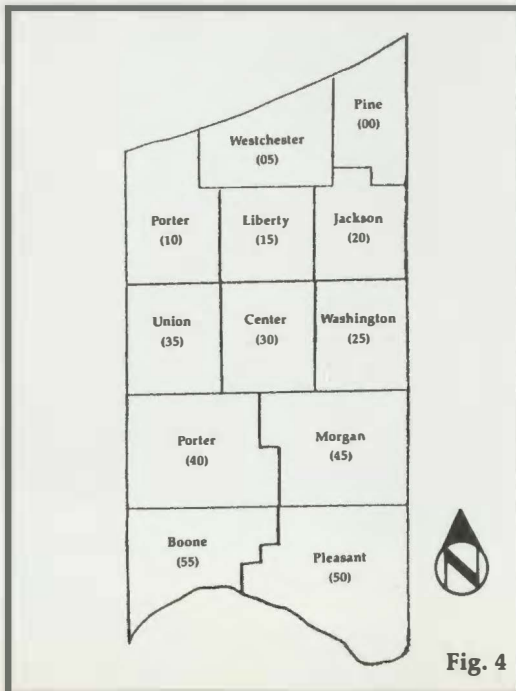 Pine
(00)
Westchester
(05)
Porter
(10)
Liberty
(15)
Jackson
(20)
Union
(35)
Center
(30)
Washington
(25)
Porter
(40)
Morgan
(45)
Boone
(55)
Pleasant
(50)
N
Fig. 4